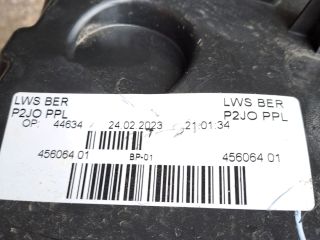 LWS BER LWS BER
P2JO PPL P2JO PPL
OP: 44634 24.02.2023 21:01:34
456064 01 BP-01 456064 01